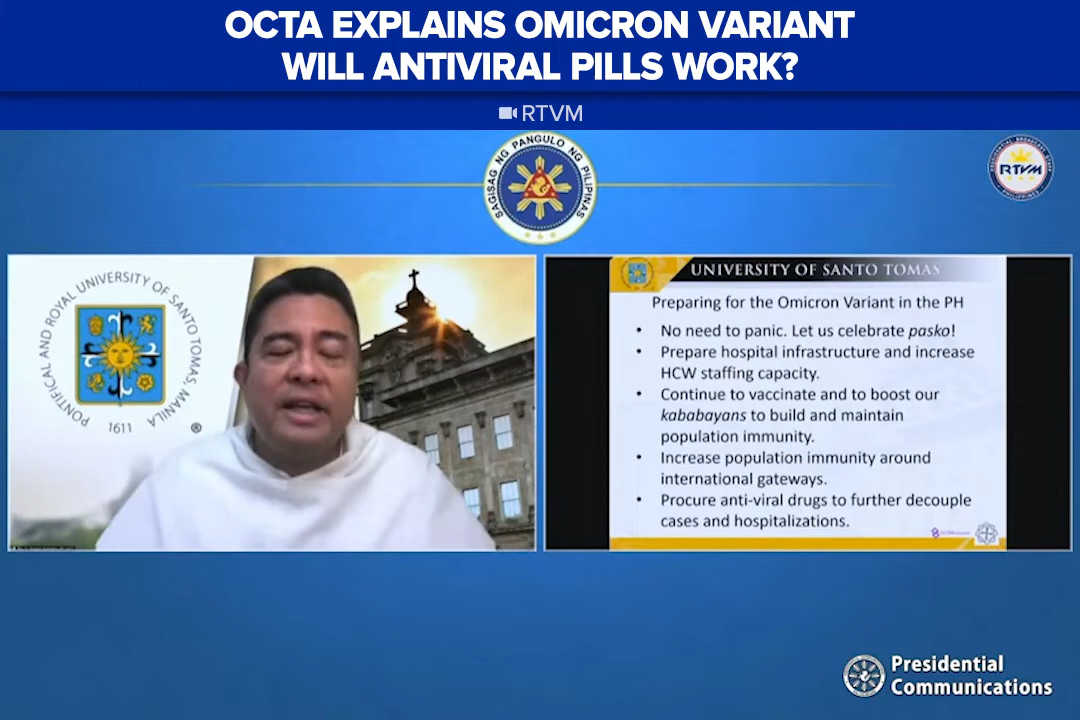 OCTA EXPLAINS OMICRON VARIANT
WILL ANTIVIRAL PILLS WORK?
RTVM
SAGISAG NG PANGULO NG PILIPINAS
RTVM
PONTIFICAL AND ROYAL UNIVERSITY OF SANTO TOMAS, MANILA
1611
®
UNIVERSITY OF SANTO TOMAS
Preparing for the Omicron Variant in the PH
• No need to panic. Let us celebrate pasko!
• Prepare hospital infrastructure and increase
HCW staffing capacity.
• Continue to vaccinate and to boost our
kababayans to build and maintain
population immunity.
• Increase population immunity around
international gateways.
• Procure anti-viral drugs to further decouple
cases and hospitalizations.
Presidential
Communications